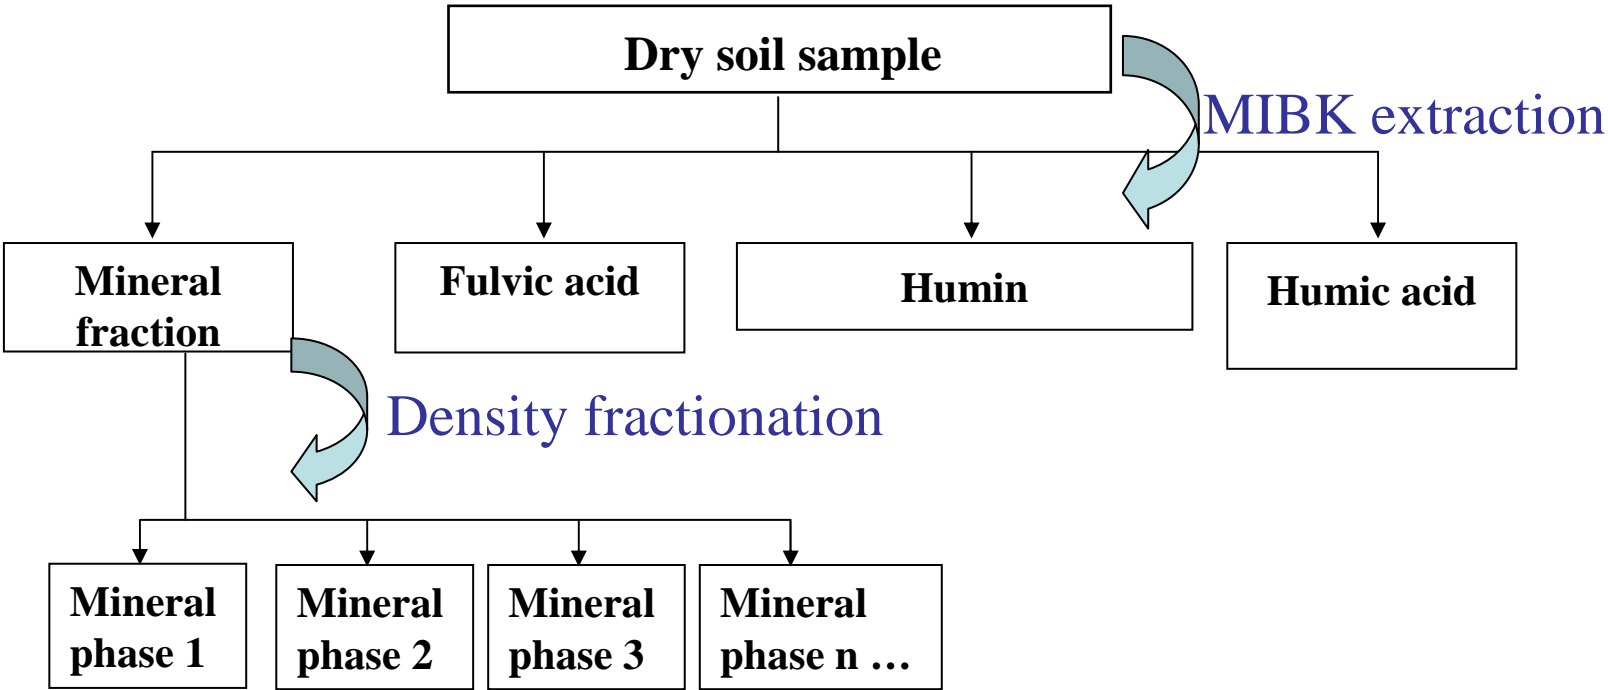 Dry soil sample
MIBK extraction
Mineral
fraction
Fulvic acid
Humin
Humic acid
Density fractionation
Mineral
phase 1
Mineral
phase 2
Mineral
phase 3
Mineral
phase n …